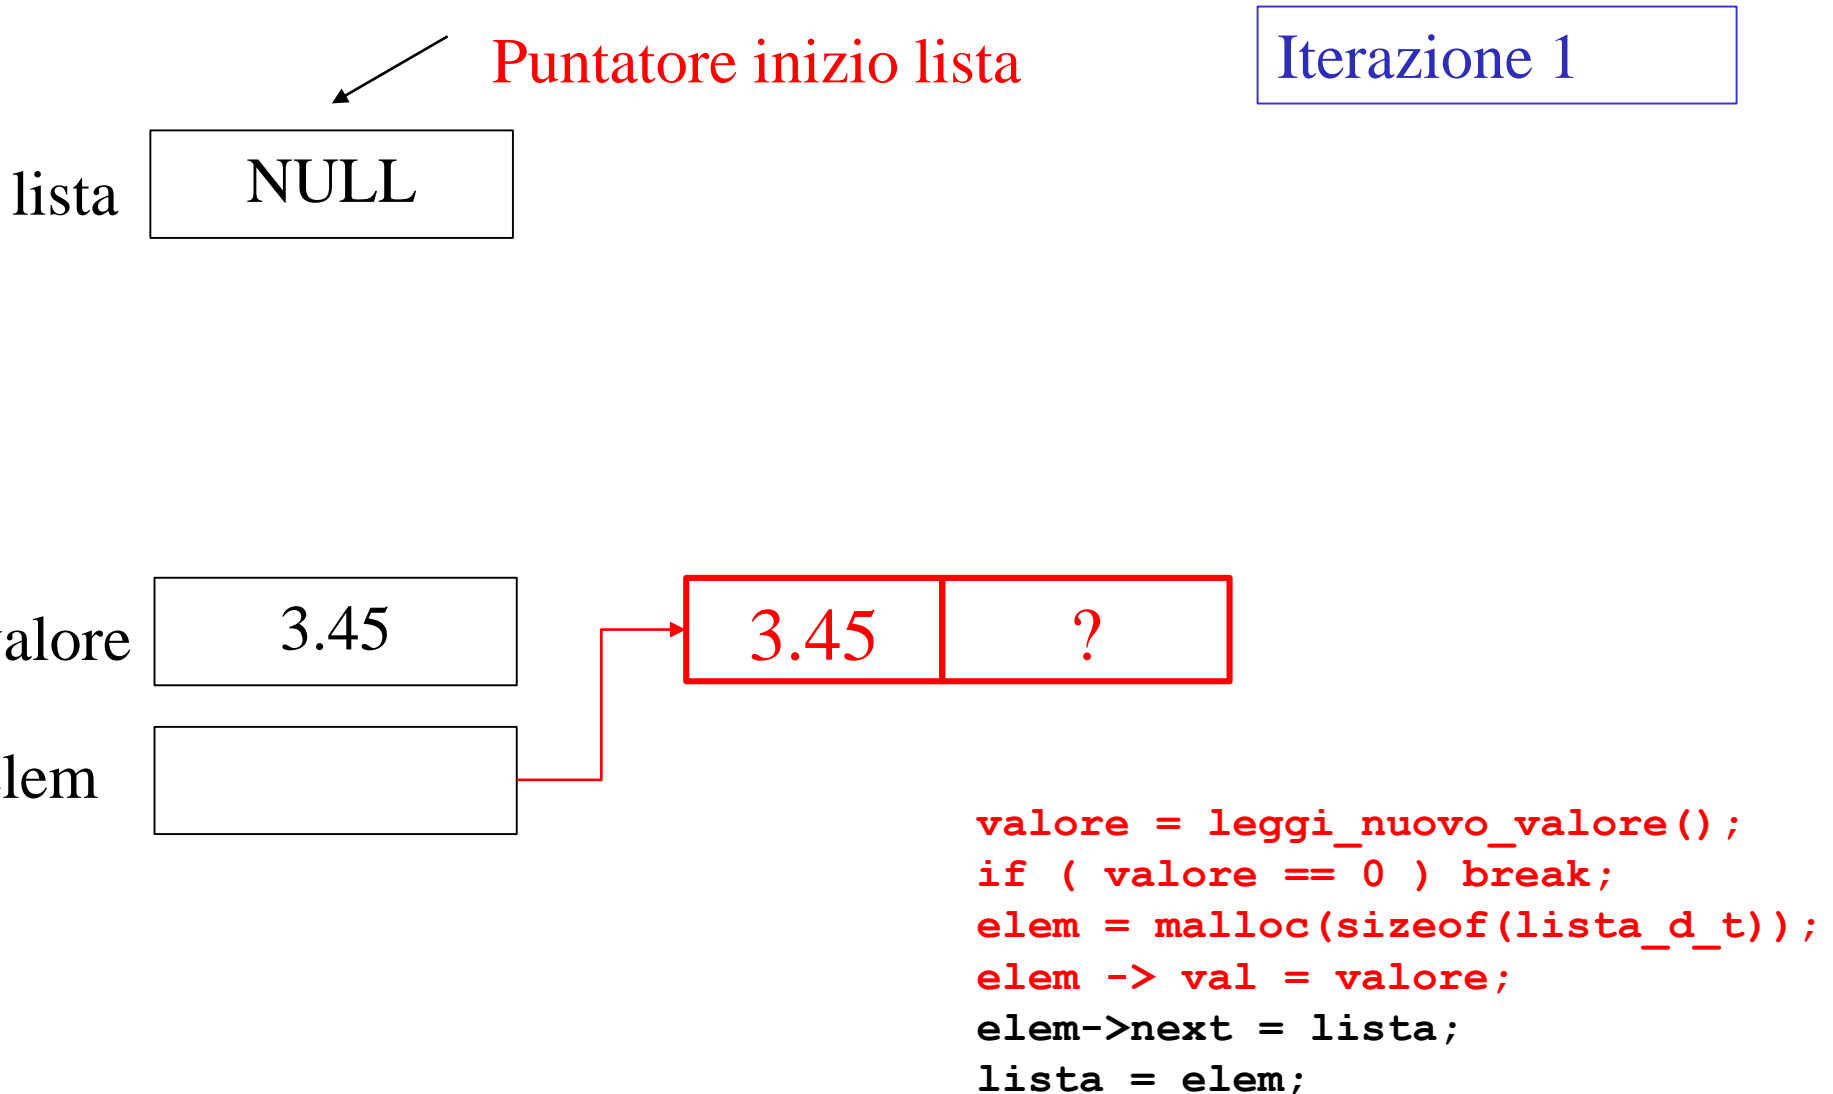 Puntatore inizio lista
Iterazione 1
lista
NULL
alore
3.45
3.45
?
lem
valore = leggi_nuovo_valore();
if ( valore == 0 ) break;
elem = malloc(sizeof(lista_d_t));
elem -> val = valore;
elem->next = lista;
lista = elem;